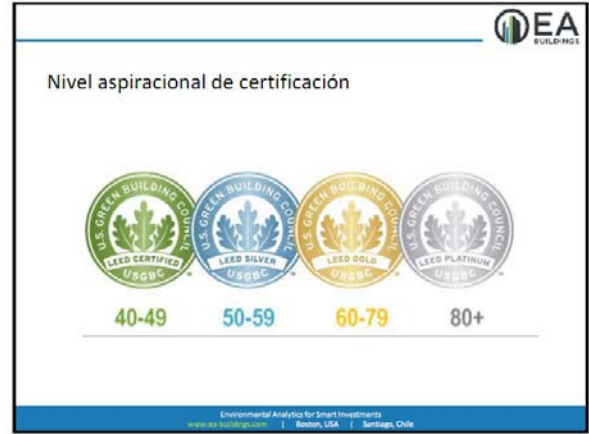 EA
BUILDINGS
Nivel aspiracional de certificación
U.S. GREEN BUILDING COUNCIL
LEED CERTIFIED
USGBC
U.S. GREEN BUILDING COUNCIL
LEED SILVER
USGBC
U.S. GREEN BUILDING COUNCIL
LEED GOLD
USGBC
U.S. GREEN BUILDING COUNCIL
LEED PLATINUM
USGBC
40-49 50-59 60-79 80+
Environmental Analytics for Smart Investments
www.ea-buildings.com | Boston, USA | Santiago, Chile